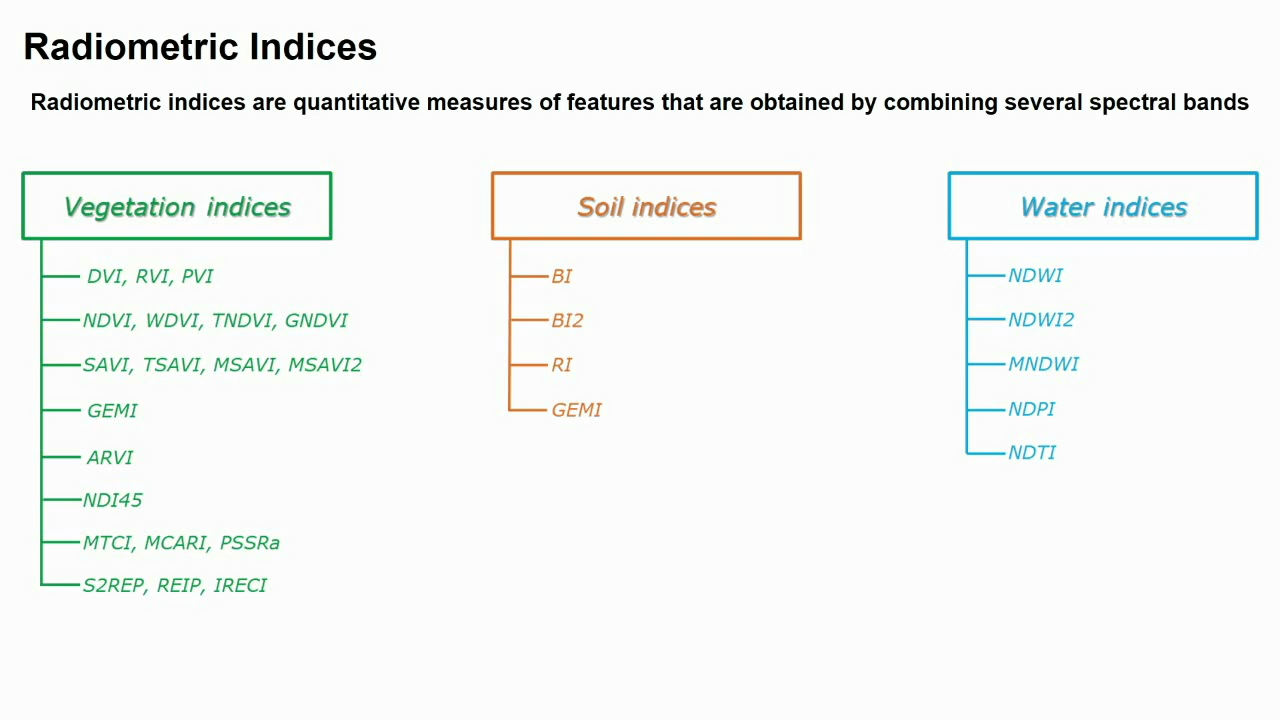 Radiometric Indices
Radiometric indices are quantitative measures of features that are obtained by combining several spectral bands
Vegetation indices
DVI, RVI, PVI
NDVI, WDVI, TNDVI, GNDVI
SAVI, TSAVI, MSAVI, MSAVI2
GEMI
ARVI
NDI45
MTCI, MCARI, PSSRa
S2REP, REIP, IRECI
Soil indices
BI
BI2
RI
GEMI
Water indices
NDWI
NDWI2
MNDWI
NDPI
NDTI